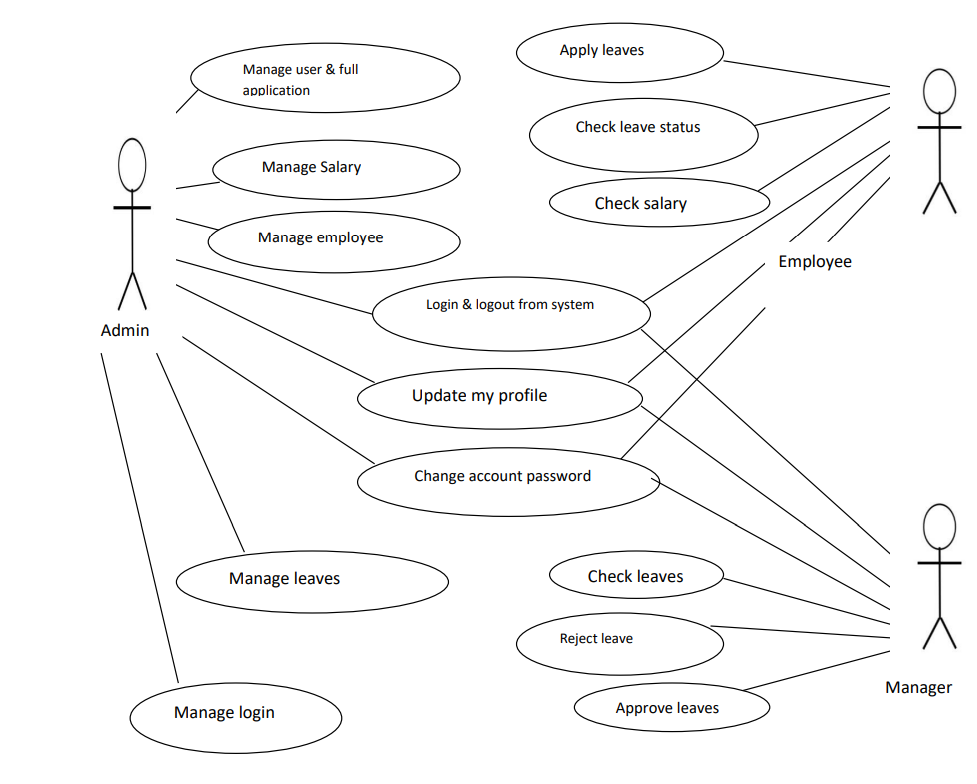 Apply leaves
Manage user & full
application
Check leave status
Manage Salary
Check salary
Manage employee
Employee
Login & logout from system
Admin
Update my profile
Change account password
Manage leaves
Check leaves
Reject leave
Manager
Approve leaves
Manage login